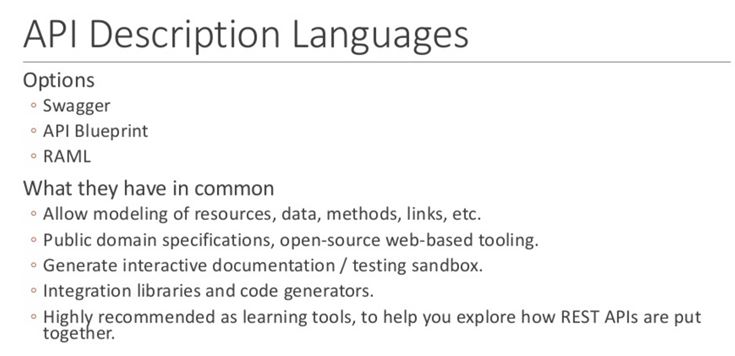 API Description Languages
Options
◦ Swagger
◦ API Blueprint
◦ RAML
What they have in common
◦ Allow modeling of resources, data, methods, links, etc.
◦ Public domain specifications, open-source web-based tooling.
◦ Generate interactive documentation / testing sandbox.
◦ Integration libraries and code generators.
◦ Highly recommended as learning tools, to help you explore how REST APIs are put
together.